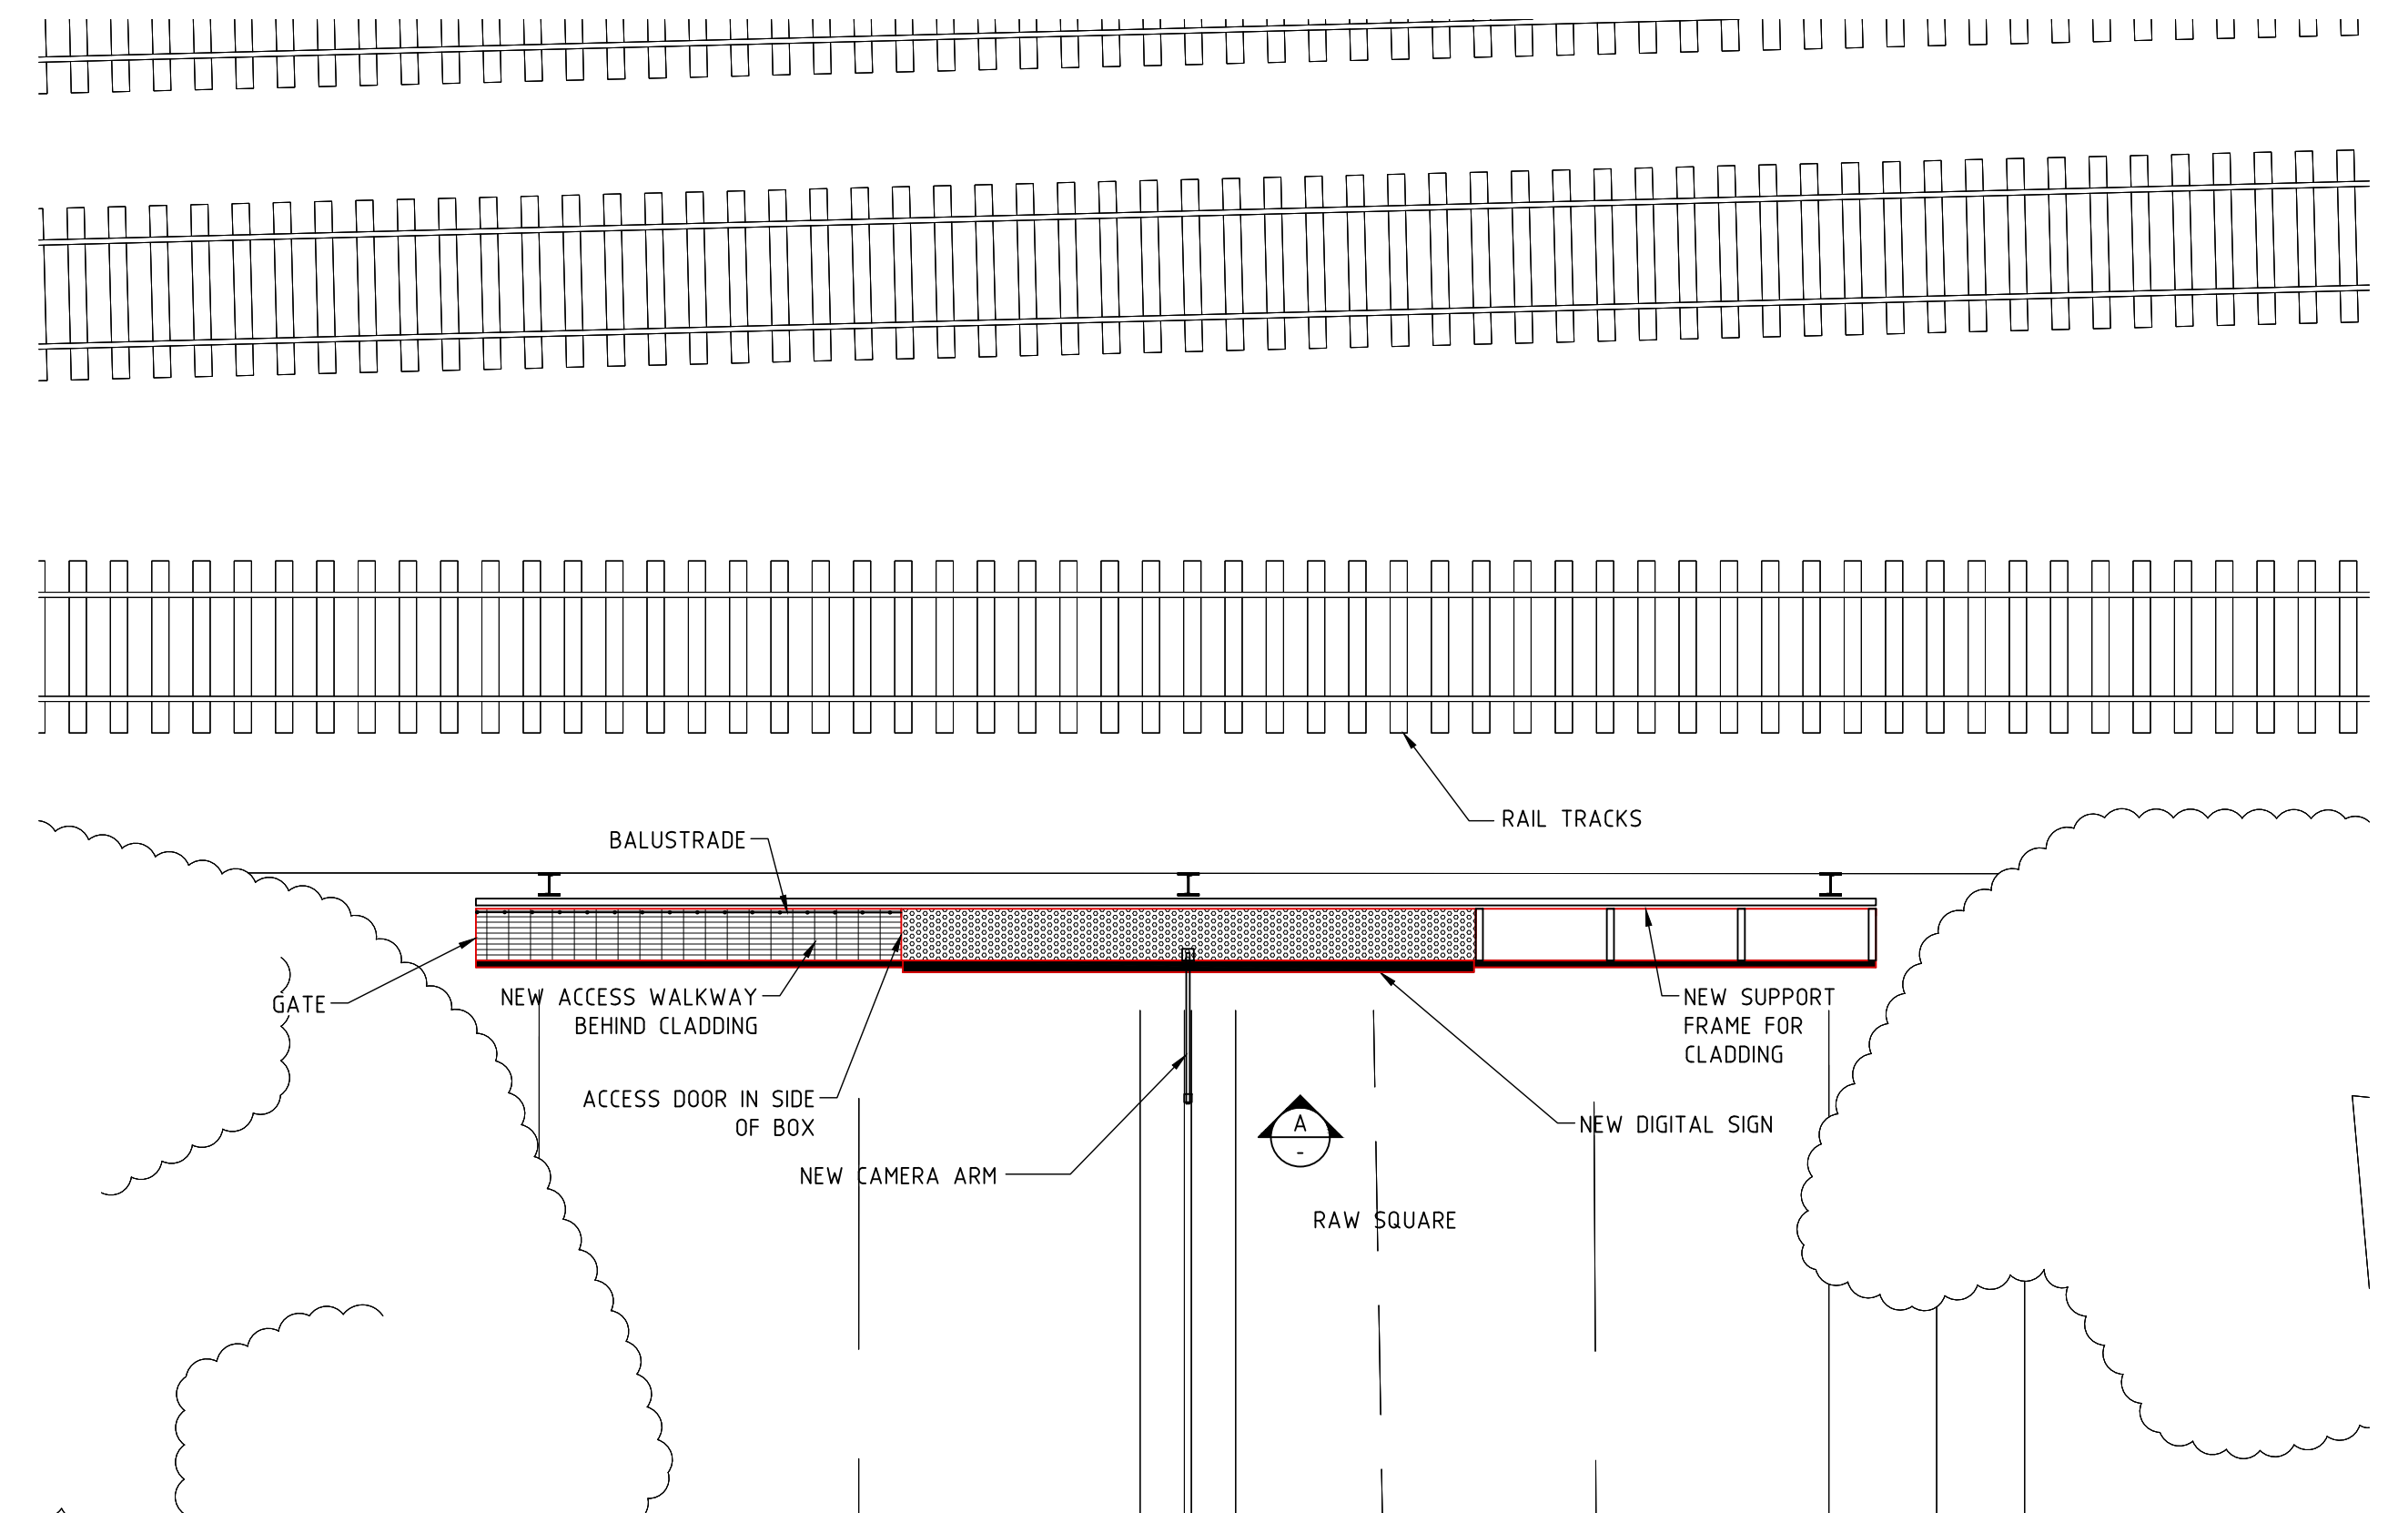 RAIL TRACKS
BALUSTRADE
GATE
NEW ACCESS WALKWAY
BEHIND CLADDING
NEW SUPPORT
FRAME FOR
CLADDING
ACCESS DOOR IN SIDE
OF BOX
A
-
NEW DIGITAL SIGN
NEW CAMERA ARM
RAW SQUARE